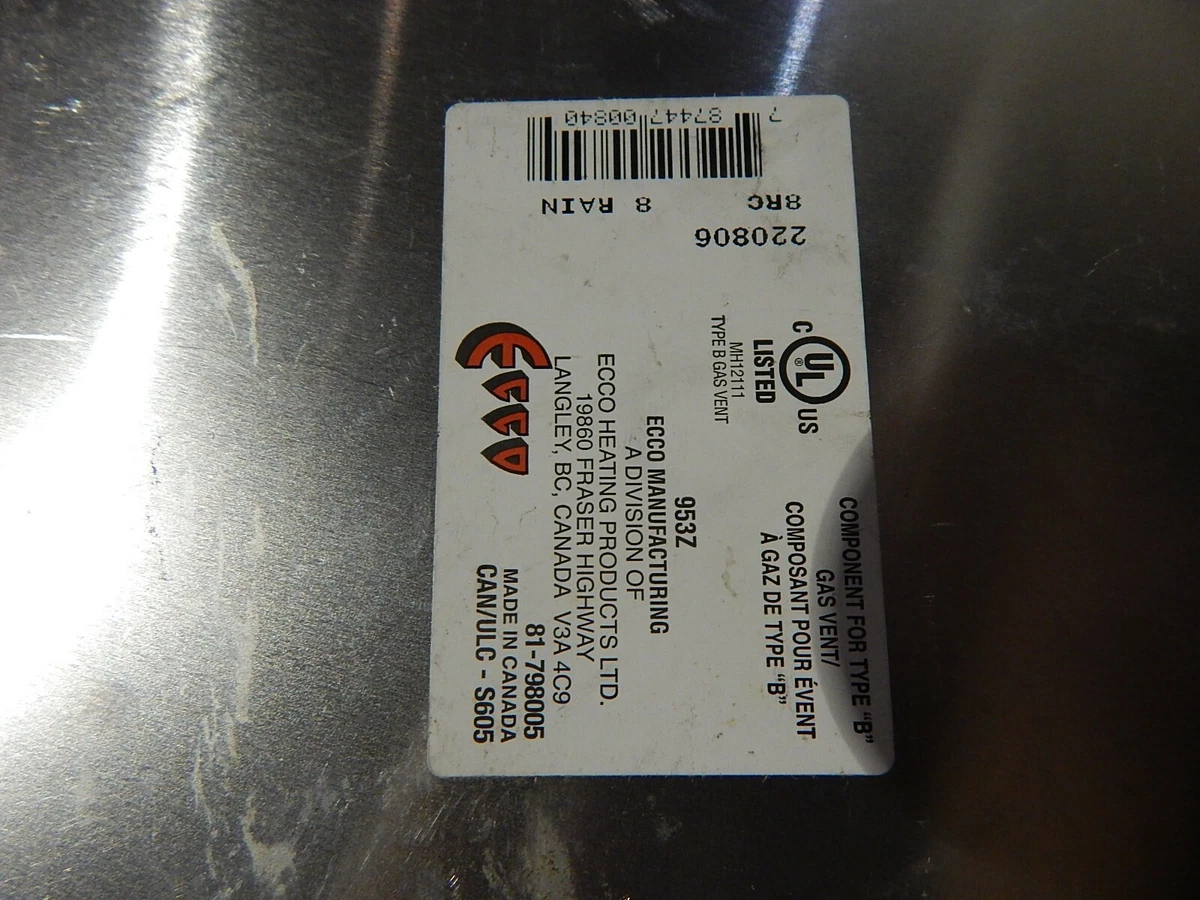 COMPONENT FOR TYPE “B”
GAS VENT/
COMPOSANT POUR ÉVENT
À GAZ DE TYPE “B”
C UL US
®
LISTED
MH12111
TYPE B GAS VENT
953Z
ECCO MANUFACTURING
A DIVISION OF
ECCO HEATING PRODUCTS LTD.
19860 FRASER HIGHWAY
LANGLEY, BC, CANADA V3A 4C9
Ecco
81-798005
MADE IN CANADA
CAN/ULC - S605
220806
8RC 8 RAIN
7 87447 00840